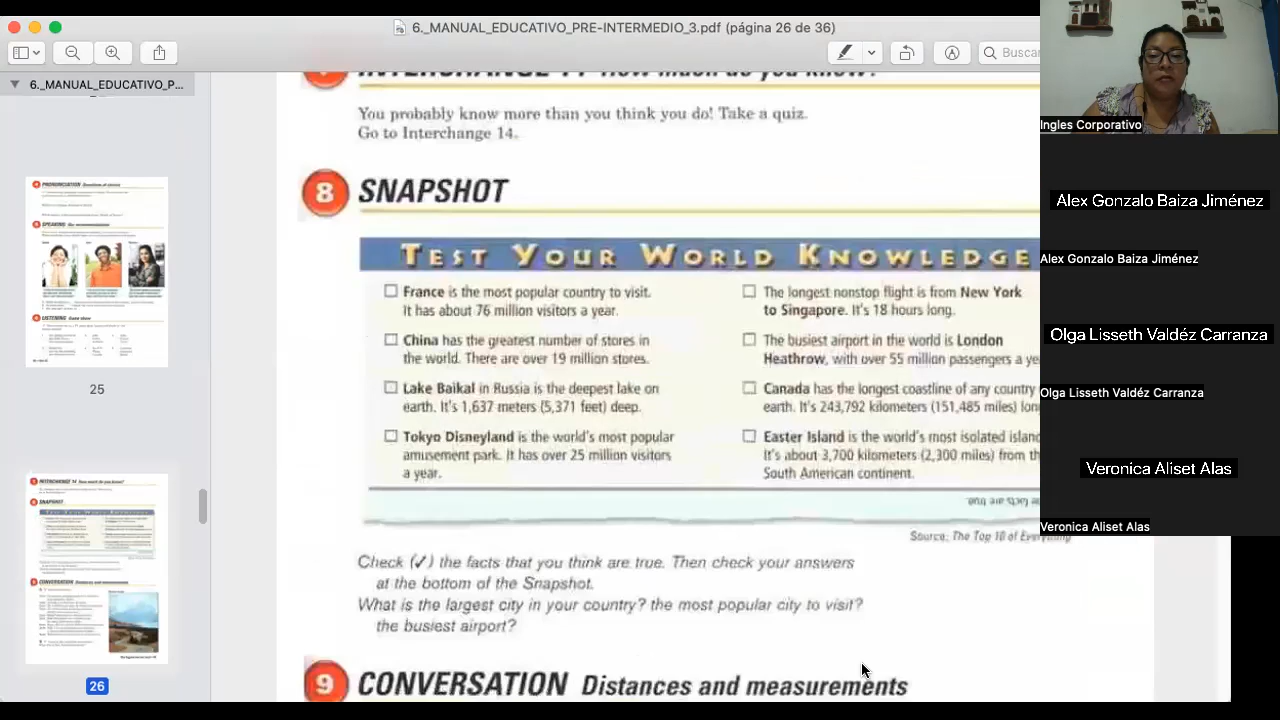 6._MANUAL_EDUCATIVO_PRE-INTERMEDIO_3.pdf (página 26 de 36)
Buscar
6._MANUAL_EDUCATIVO_P...
25
26
You probably know more than you think you do! Take a quiz.
Go to Interchange 14.
8 SNAPSHOT
TEST YOUR WORLD KNOWLEDGE
France is the most popular country to visit.
It has about 76 million visitors a year.
China has the greatest number of stores in
the world. There are over 19 million stores.
Lake Baikal in Russia is the deepest lake on
earth. It's 1,637 meters (5,371 feet) deep.
Tokyo Disneyland is the world's most popular
amusement park. It has over 25 million visitors
a year.
The longest nonstop flight is from New York
to Singapore. It's 18 hours long.
The busiest airport in the world is London
Heathrow, with over 55 million passengers a
Canada has the longest coastline of any country
earth. It's 243,792 kilometers (151,485 miles)
Easter Island is the world's most isolated
It's about 3,700 kilometers (2,300 miles) from
South American continent.
Source: The Top 10 of Everything
Check (✓) the facts that you think are true. Then check your answers
at the bottom of the Snapshot.
What is the largest city in your country? the most popular city to visit?
the busiest airport?
9 CONVERSATION Distances and measurements
Ingles Corporativo
Alex Gonzalo Baiza Jiménez
Alex Gonzalo Baiza Jiménez
Olga Lisseth Valdéz Carranza
Olga Lisseth Valdéz Carranza
Veronica Aliset Alas
Veronica Aliset Alas